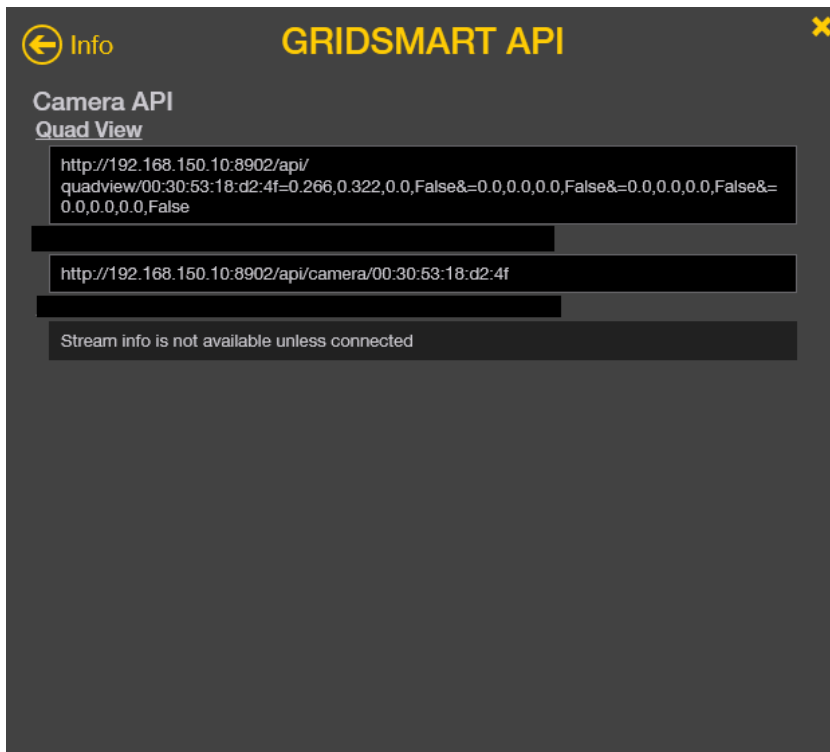 Info
GRIDSMART API
Camera API
Quad View
http://192.168.150.10:8902/api/
quadview/00:30:53:18:d2:4f=0.266,0.322,0.0,False&=0.0,0.0,0.0,False&=0.0,0.0,0.0,False&=
0.0,0.0,0.0,False
http://192.168.150.10:8902/api/camera/00:30:53:18:d2:4f
Stream info is not available unless connected